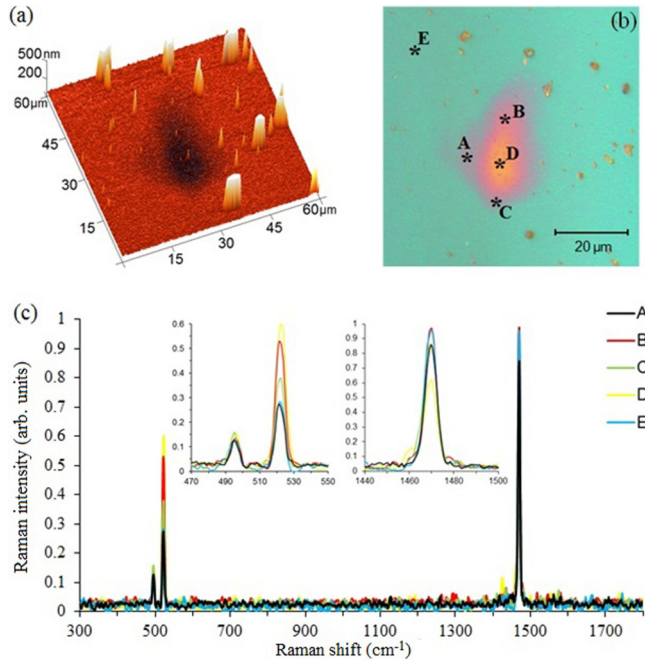 (a)
500 nm
200
60µm
45
30
15
15
30
45
60µm
(b)
E
B
A
D
C
20 µm
(c)
Raman intensity (arb. units)
1
0.9
0.8
0.7
0.6
0.5
0.4
0.3
0.2
0.1
0
300 500 700 900 1100 1300 1500 1700
Raman shift (cm-1)
0.6
0.5
0.4
0.3
0.2
0.1
0
470 490 510 530 550
1
0.9
0.8
0.7
0.6
0.5
0.4
0.3
0.2
0.1
0
1440 1460 1480 1500
A
B
C
D
E